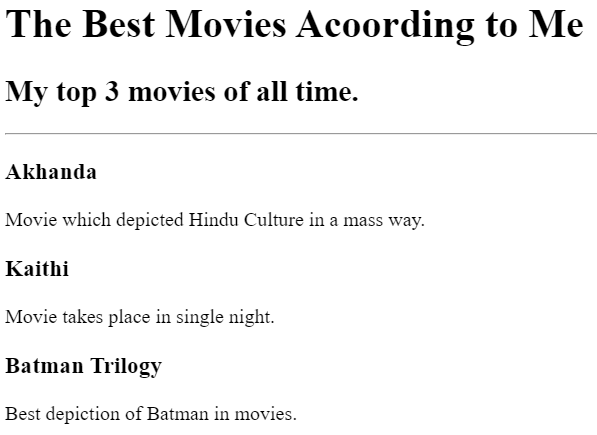 The Best Movies Acoording to Me
My top 3 movies of all time.
Akhanda
Movie which depicted Hindu Culture in a mass way.
Kaithi
Movie takes place in single night.
Batman Trilogy
Best depiction of Batman in movies.